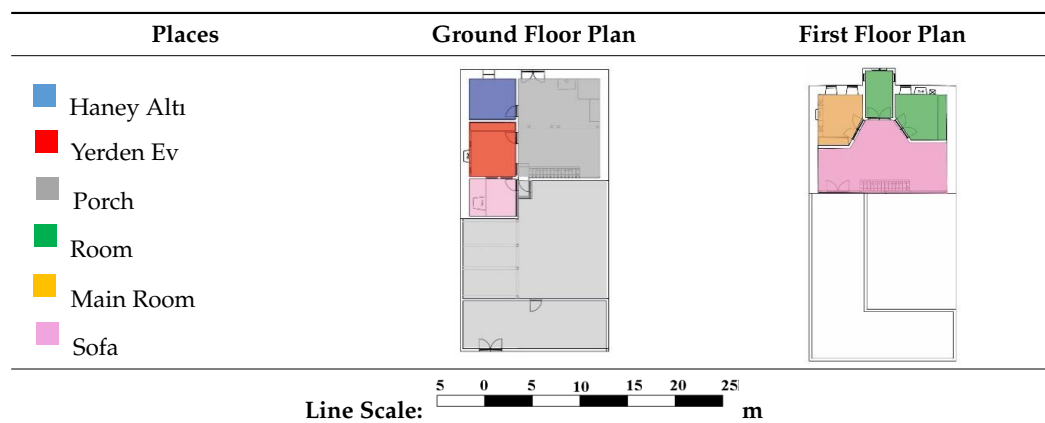 Places Ground Floor Plan First Floor Plan
Haney Altı
Yerden Ev
Porch
Room
Main Room
Sofa
5 0 5 10 15 20 25
Line Scale: m